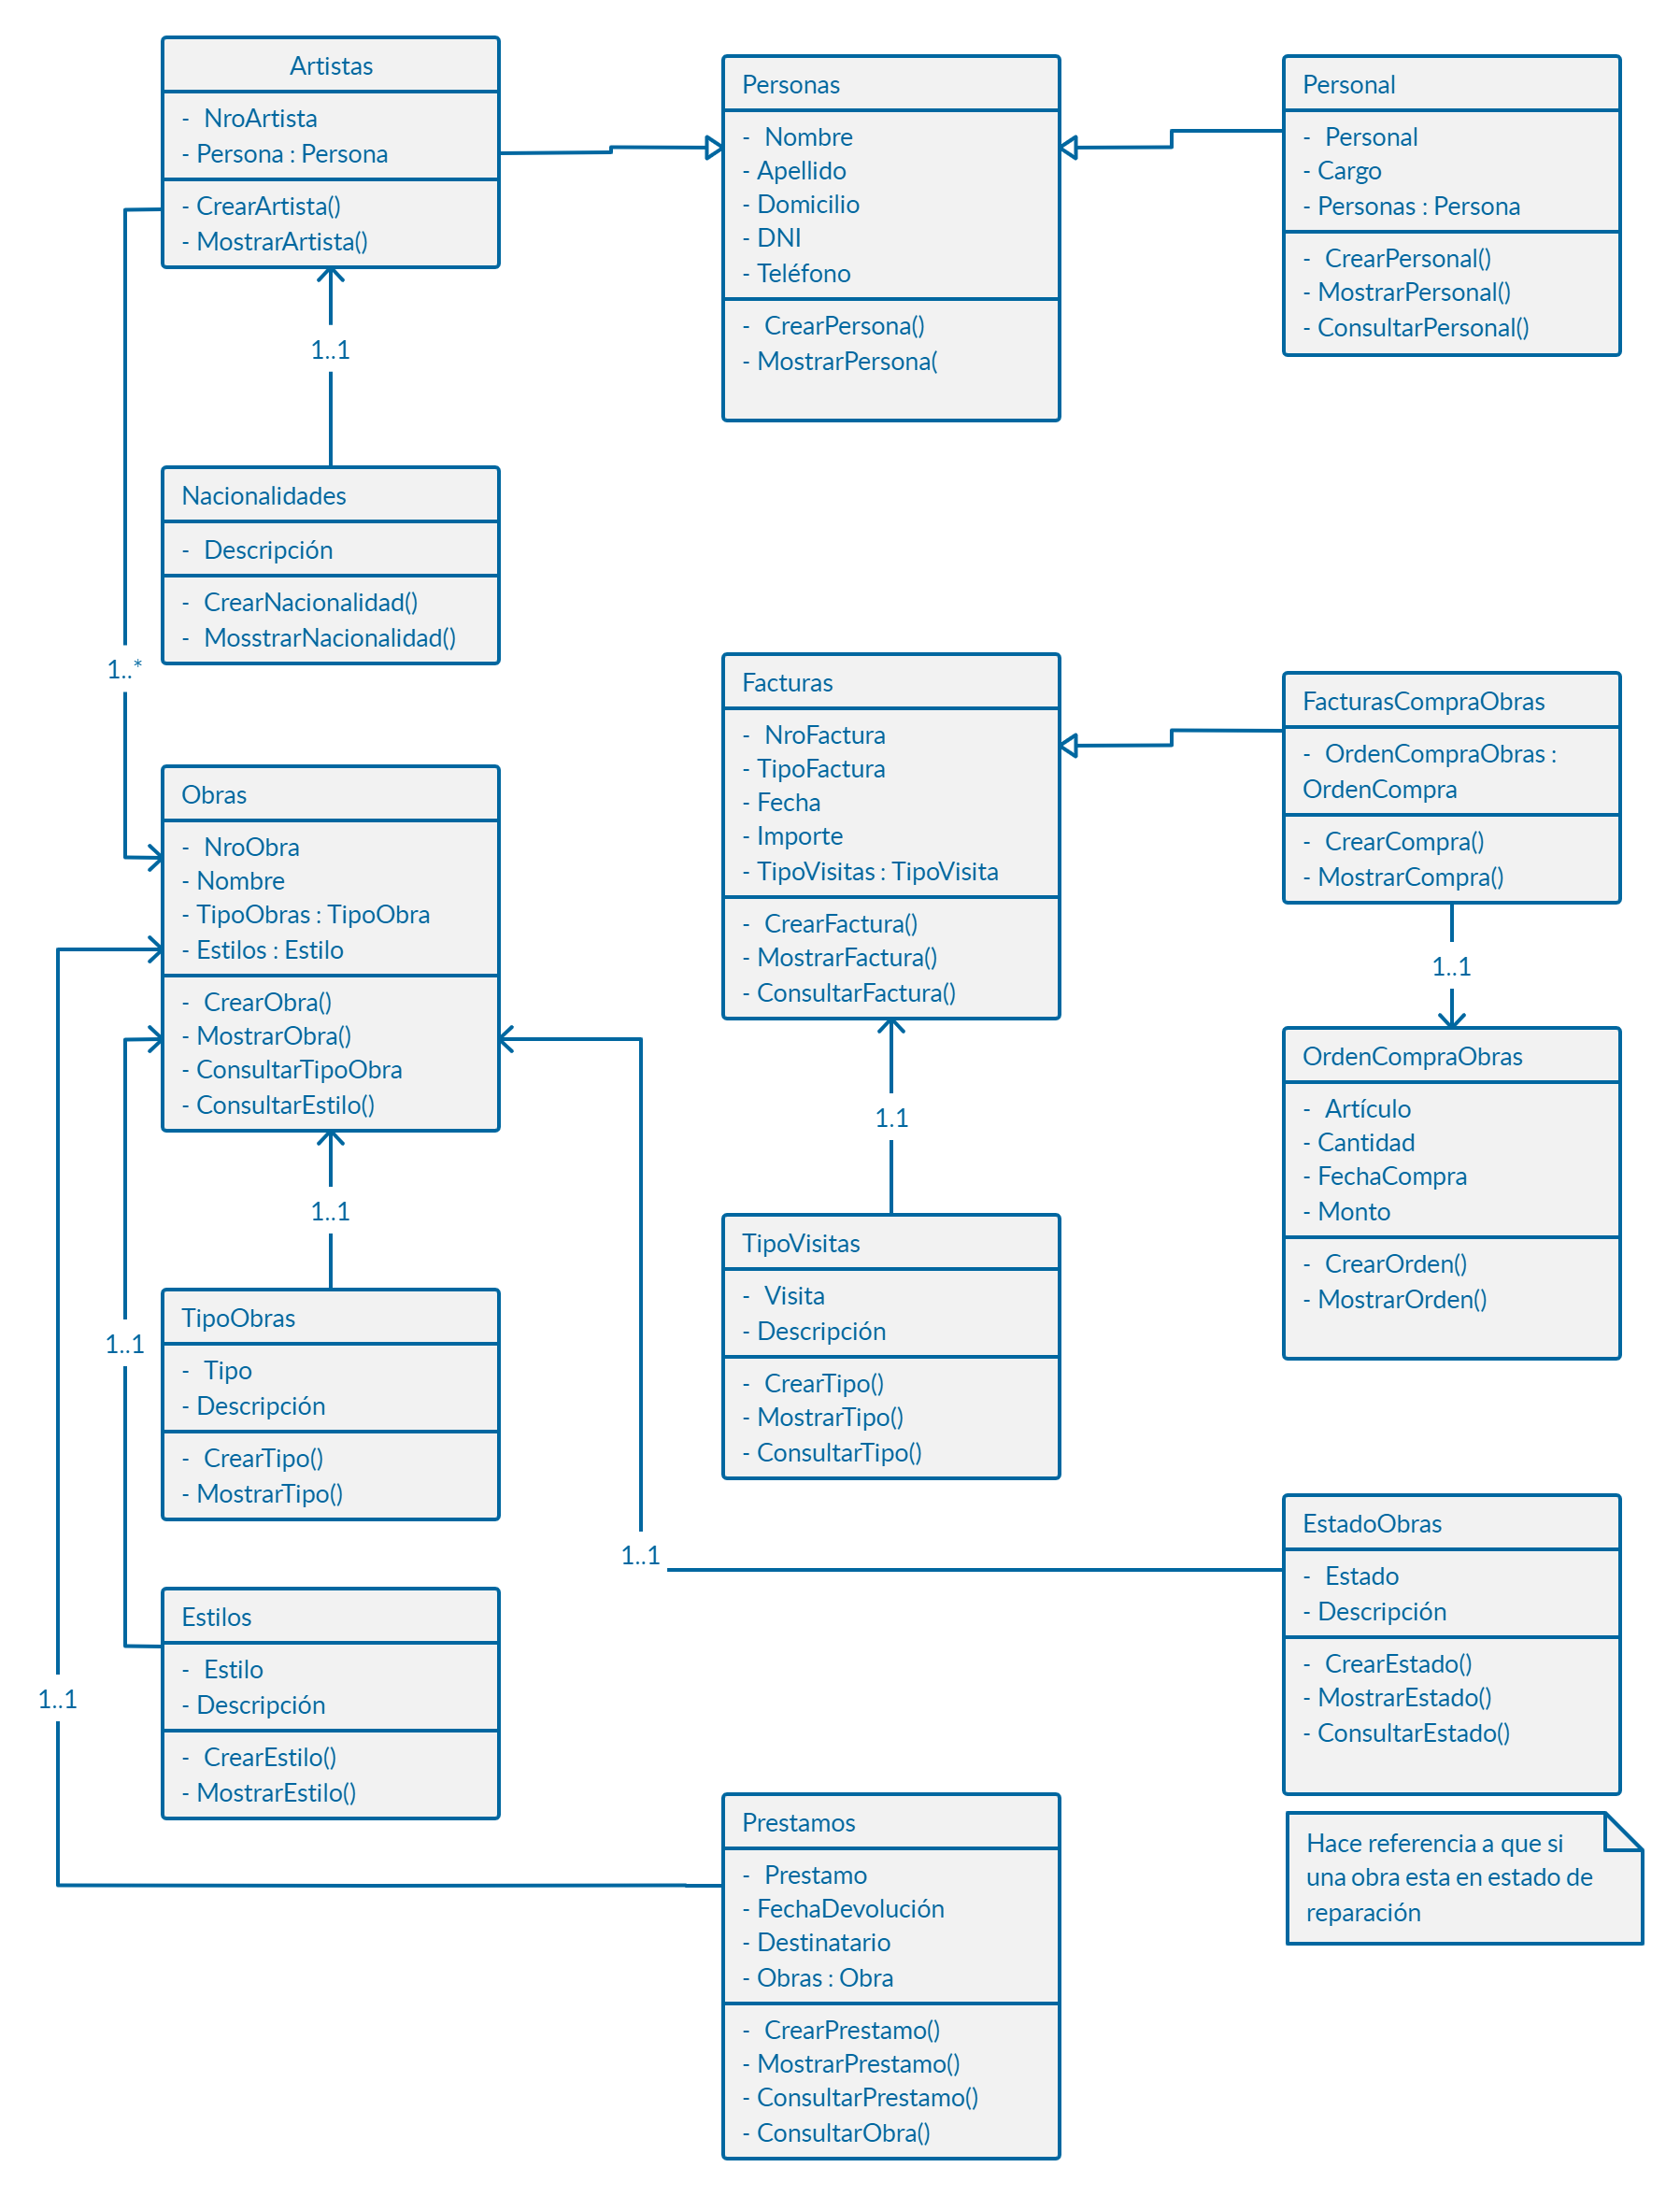 Artistas
- NroArtista
- Persona : Persona
- CrearArtista()
- MostrarArtista()
Personas
- Nombre
- Apellido
- Domicilio
- DNI
- Teléfono
- CrearPersona()
- MostrarPersona(
Personal
- Personal
- Cargo
- Personas : Persona
- CrearPersonal()
- MostrarPersonal()
- ConsultarPersonal()
1..1
Nacionalidades
- Descripción
- CrearNacionalidad()
- MosstrarNacionalidad()
1..*
Facturas
- NroFactura
- TipoFactura
- Fecha
- Importe
- TipoVisitas : TipoVisita
- CrearFactura()
- MostrarFactura()
- ConsultarFactura()
FacturasCompraObras
- OrdenCompraObras :
OrdenCompra
- CrearCompra()
- MostrarCompra()
1..1
Obras
- NroObra
- Nombre
- TipoObras : TipoObra
- Estilos : Estilo
- CrearObra()
- MostrarObra()
- ConsultarTipoObra
- ConsultarEstilo()
OrdenCompraObras
- Artículo
- Cantidad
- FechaCompra
- Monto
- CrearOrden()
- MostrarOrden()
1.1
1..1
TipoVisitas
- Visita
- Descripción
- CrearTipo()
- MostrarTipo()
- ConsultarTipo()
TipoObras
- Tipo
- Descripción
- CrearTipo()
- MostrarTipo()
1..1
1..1
EstadoObras
- Estado
- Descripción
- CrearEstado()
- MostrarEstado()
- ConsultarEstado()
Estilos
- Estilo
- Descripción
- CrearEstilo()
- MostrarEstilo()
1..1
Prestamos
- Prestamo
- FechaDevolución
- Destinatario
- Obras : Obra
- CrearPrestamo()
- MostrarPrestamo()
- ConsultarPrestamo()
- ConsultarObra()
Hace referencia a que si
una obra esta en estado de
reparación